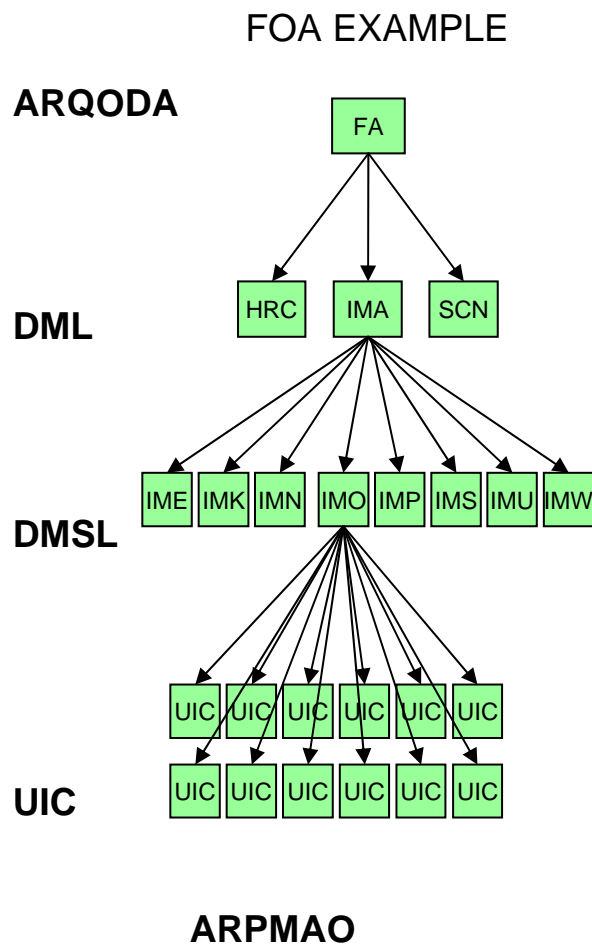 FOA EXAMPLE
ARQODA
FA
HRC IMA SCN
DML
IME IMK IMN IMO IMP IMS IMU IMW
DMSL
UIC UIC UIC UIC UIC UIC
UIC UIC UIC UIC UIC UIC
UIC
ARPMAO